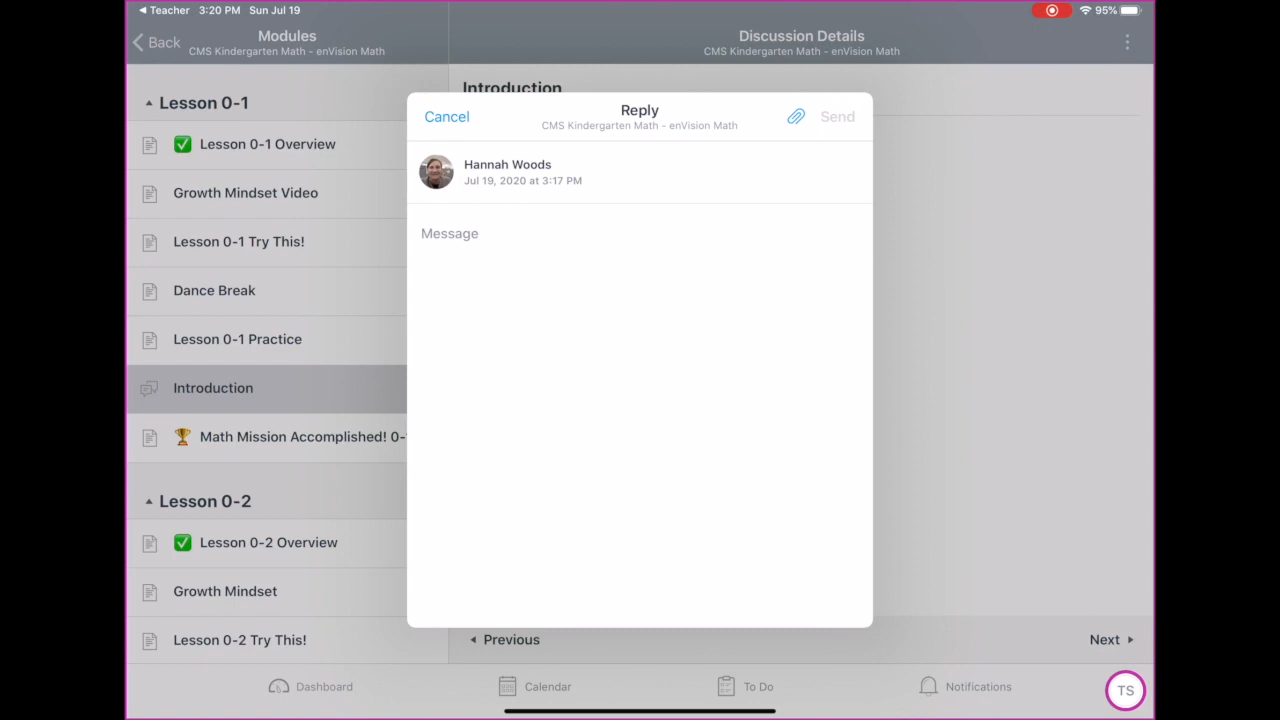 Teacher 3:20 PM Sun Jul 19
95%
Back
Modules
CMS Kindergarten Math - enVision Math
Discussion Details
CMS Kindergarten Math - enVision Math
Lesson 0-1
Lesson 0-1 Overview
Growth Mindset Video
Lesson 0-1 Try This!
Dance Break
Lesson 0-1 Practice
Introduction
Math Mission Accomplished! 0-
Lesson 0-2
Lesson 0-2 Overview
Growth Mindset
Lesson 0-2 Try This!
Introduction
Cancel
Reply
CMS Kindergarten Math - enVision Math
Send
Hannah Woods
Jul 19, 2020 at 3:17 PM
Message
Previous
Next
Dashboard
Calendar
To Do
Notifications
TS